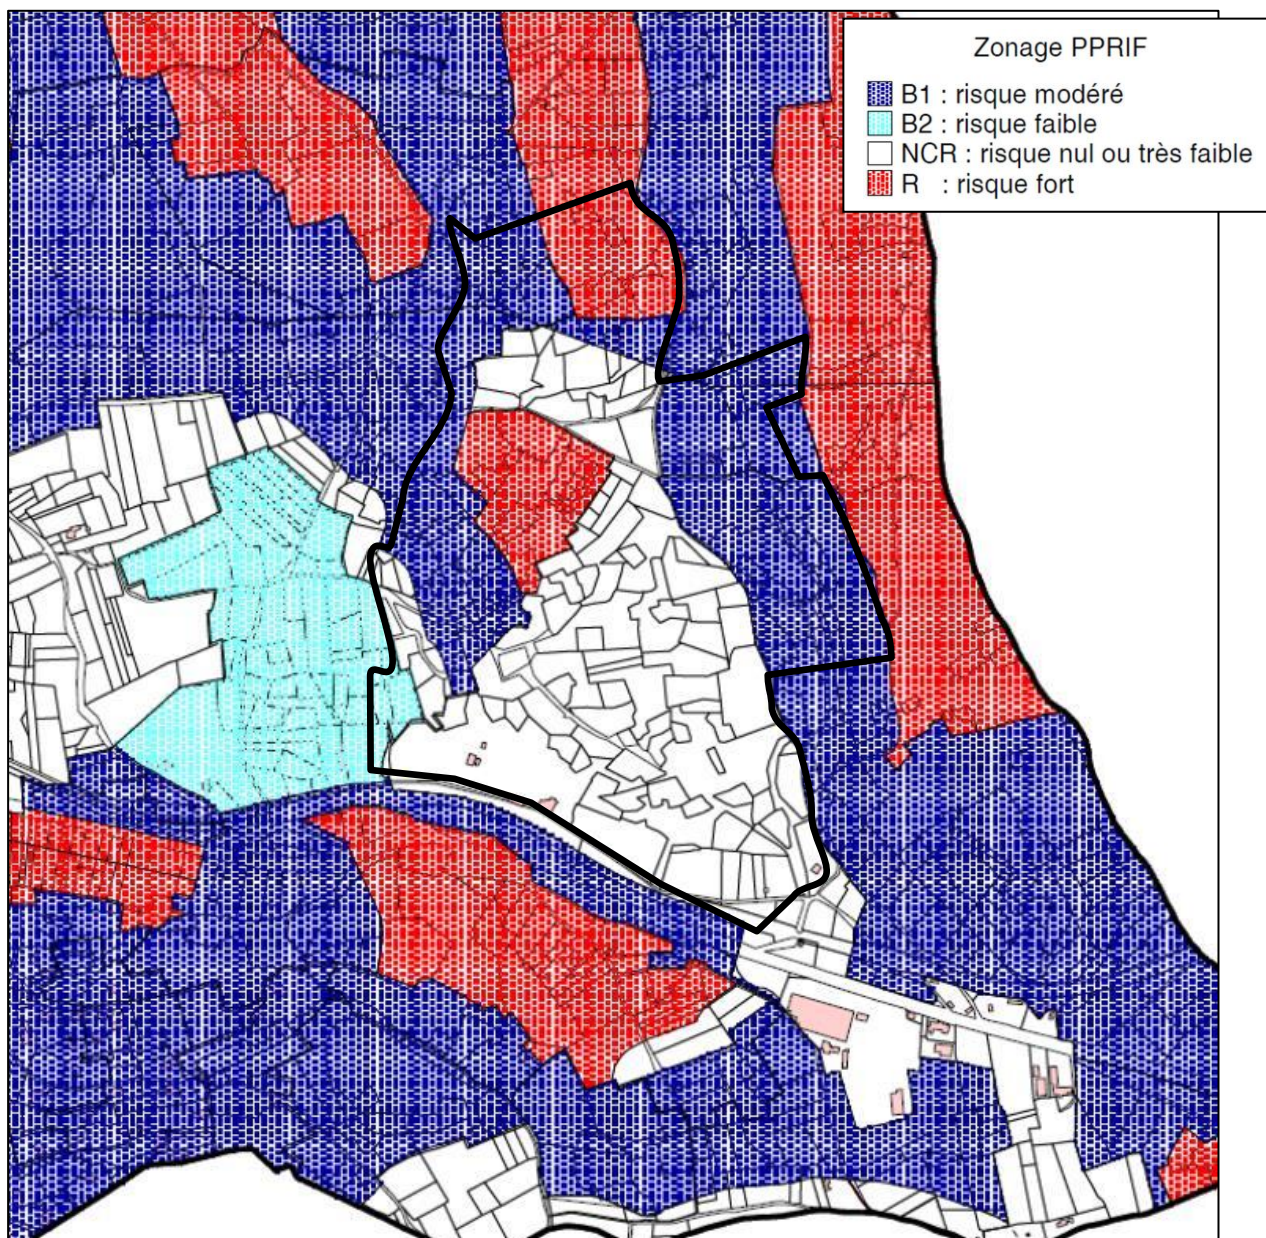 Zonage PPRIF
B1 : risque modéré
B2 : risque faible
NCR : risque nul ou très faible
R : risque fort